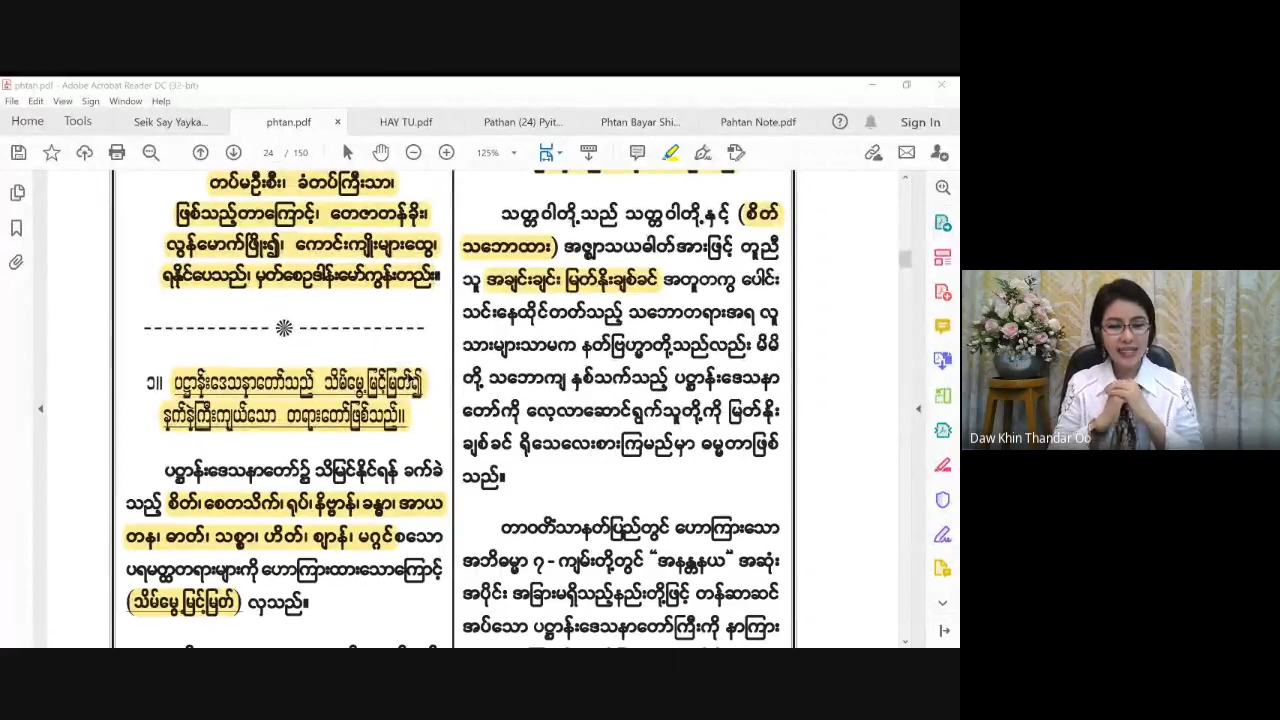 phtan.pdf - Adobe Acrobat Reader DC (32-bit)
File Edit View Sign Window Help
Home Tools Seik Say Yayka... phtan.pdf × HAY TU.pdf Pathan (24) Pyit... Phtan Bayar Shi... Pahtan Note.pdf Sign In
24 / 150 125%
တပ်မဦးစီး၊ ခံတပ်ကြီးသာ၊
ဖြစ်သည့်တာကြောင့်၊ တေဇာတန်ခိုး၊
လွန်မောက်ဖြိုး၍၊ ကောင်းကျိုးများထွေ၊
ရနိုင်ပေသည်၊ မှတ်စေဥဒါန်းမော်ကွန်းတည်း။
၁။ ပဋ္ဌာန်းဒေသနာတော်သည် သိမ်မွေ့မြင့်မြတ်၍
နက်နဲကြီးကျယ်သော တရားတော်ဖြစ်သည်။
ပဋ္ဌာန်းဒေသနာတော်၌ သိမြင်နိုင်ရန် ခက်ခဲ
သည့် စိတ်၊ စေတသိက်၊ ရုပ်၊ နိဗ္ဗာန်၊ ခန္ဓာ၊ အာယ
တန၊ ဓာတ်၊ သစ္စာ၊ ဟိတ်၊ ဈာန်၊ မဂ္ဂင်စသော
ပရမတ္ထတရားများကို ဟောကြားထားသောကြောင့်
(သိမ်မွေ့မြင့်မြတ်) လှသည်။
သတ္တဝါတို့သည် သတ္တဝါတို့နှင့် (စိတ်
သဘောထား) အဇ္ဈာသယဓါတ်အားဖြင့် တူညီ
သူ အချင်းချင်း မြတ်နိုးချစ်ခင် အတူတကွ ပေါင်း
သင်းနေထိုင်တတ်သည့် သဘောတရားအရ လူ
သားများသာမက နတ်ဗြဟ္မာတို့သည်လည်း မိမိ
တို့ သဘောကျ နှစ်သက်သည့် ပဋ္ဌာန်းဒေသနာ
တော်ကို လေ့လာဆောင်ရွက်သူတို့ကို မြတ်နိုး
ချစ်ခင် ရိုသေလေးစားကြမည်မှာ ဓမ္မတာဖြစ်
သည်။
တာဝတိံသာနတ်ပြည်တွင် ဟောကြားသော
အဘိဓမ္မာ ၇ - ကျမ်းတို့တွင် “အနန္တနယ” အဆုံး
အပိုင်း အခြားမရှိသည့်နည်းတို့ဖြင့် တန်ဆာဆင်
အပ်သော ပဋ္ဌာန်းဒေသနာတော်ကြီးကို နာကြား
Daw Khin Thandar Oo